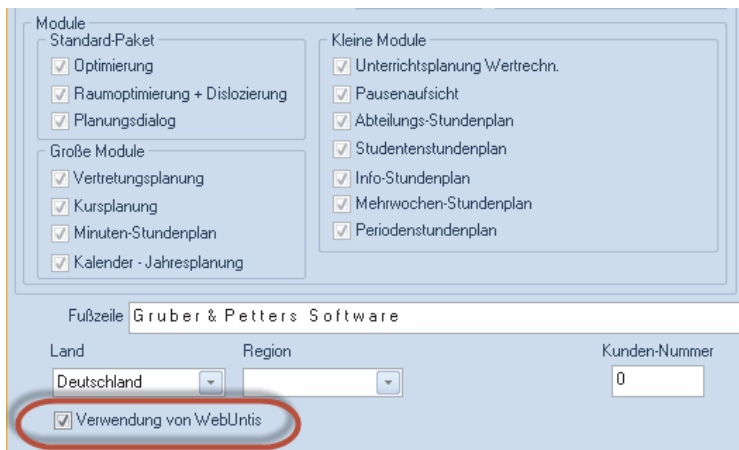 Module
Standard-Paket
Optimierung
Raumoptimierung + Dislozierung
Planungsdialog
Große Module
Vertretungsplanung
Kursplanung
Minuten-Stundenplan
Kalender - Jahresplanung
Kleine Module
Unterrichtsplanung Wertrechn.
Pausenaufsicht
Abteilungs-Stundenplan
Studentenstundenplan
Info-Stundenplan
Mehrwochen-Stundenplan
Periodenstundenplan
Fußzeile Gruber & Petters Software
Land Region Kunden-Nummer
Deutschland 0
Verwendung von WebUntis